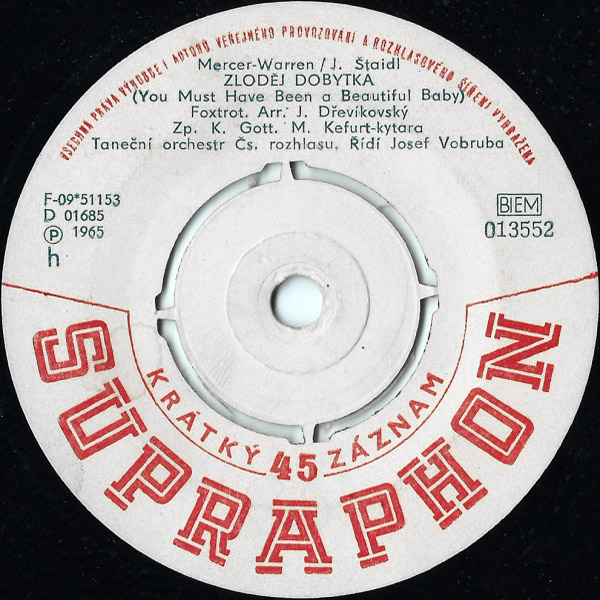 VŠECHNA PRÁVA VÝROBCE I AUTORŮ VEŘEJNÉHO PROVOZOVÁNÍ A ROZHLASOVÉHO ŠÍŘENÍ VYHRAŽENA
Mercer-Warren / J. Štaidl
ZLODĚJ DOBYTKA
(You Must Have Been a Beautiful Baby)
Foxtrot. Arr. J. Dřevíkovský
Zp. K. Gott. M. Kefurt-kytara
Taneční orchestr Čs. rozhlasu, Řídí Josef Vobruba
F-09*51153
D 01685
Ⓟ 1965
h
BIEM
013552
KRÁTKÝ 45 ZÁZNAM
SUPRAPHON